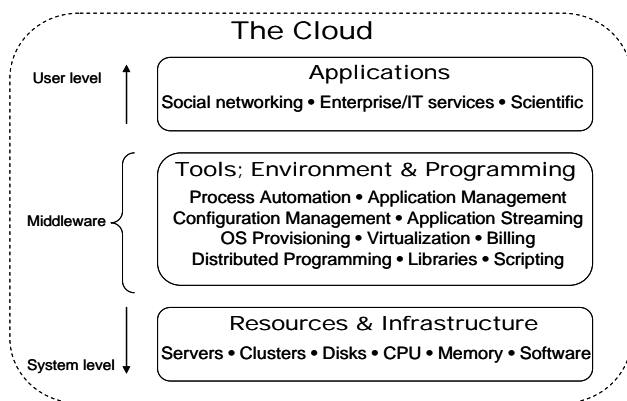 The Cloud
User level
Applications
Social networking • Enterprise/IT services • Scientific
Middleware
Tools; Environment & Programming
Process Automation • Application Management
Configuration Management • Application Streaming
OS Provisioning • Virtualization • Billing
Distributed Programming • Libraries • Scripting
System level
Resources & Infrastructure
Servers • Clusters • Disks • CPU • Memory • Software